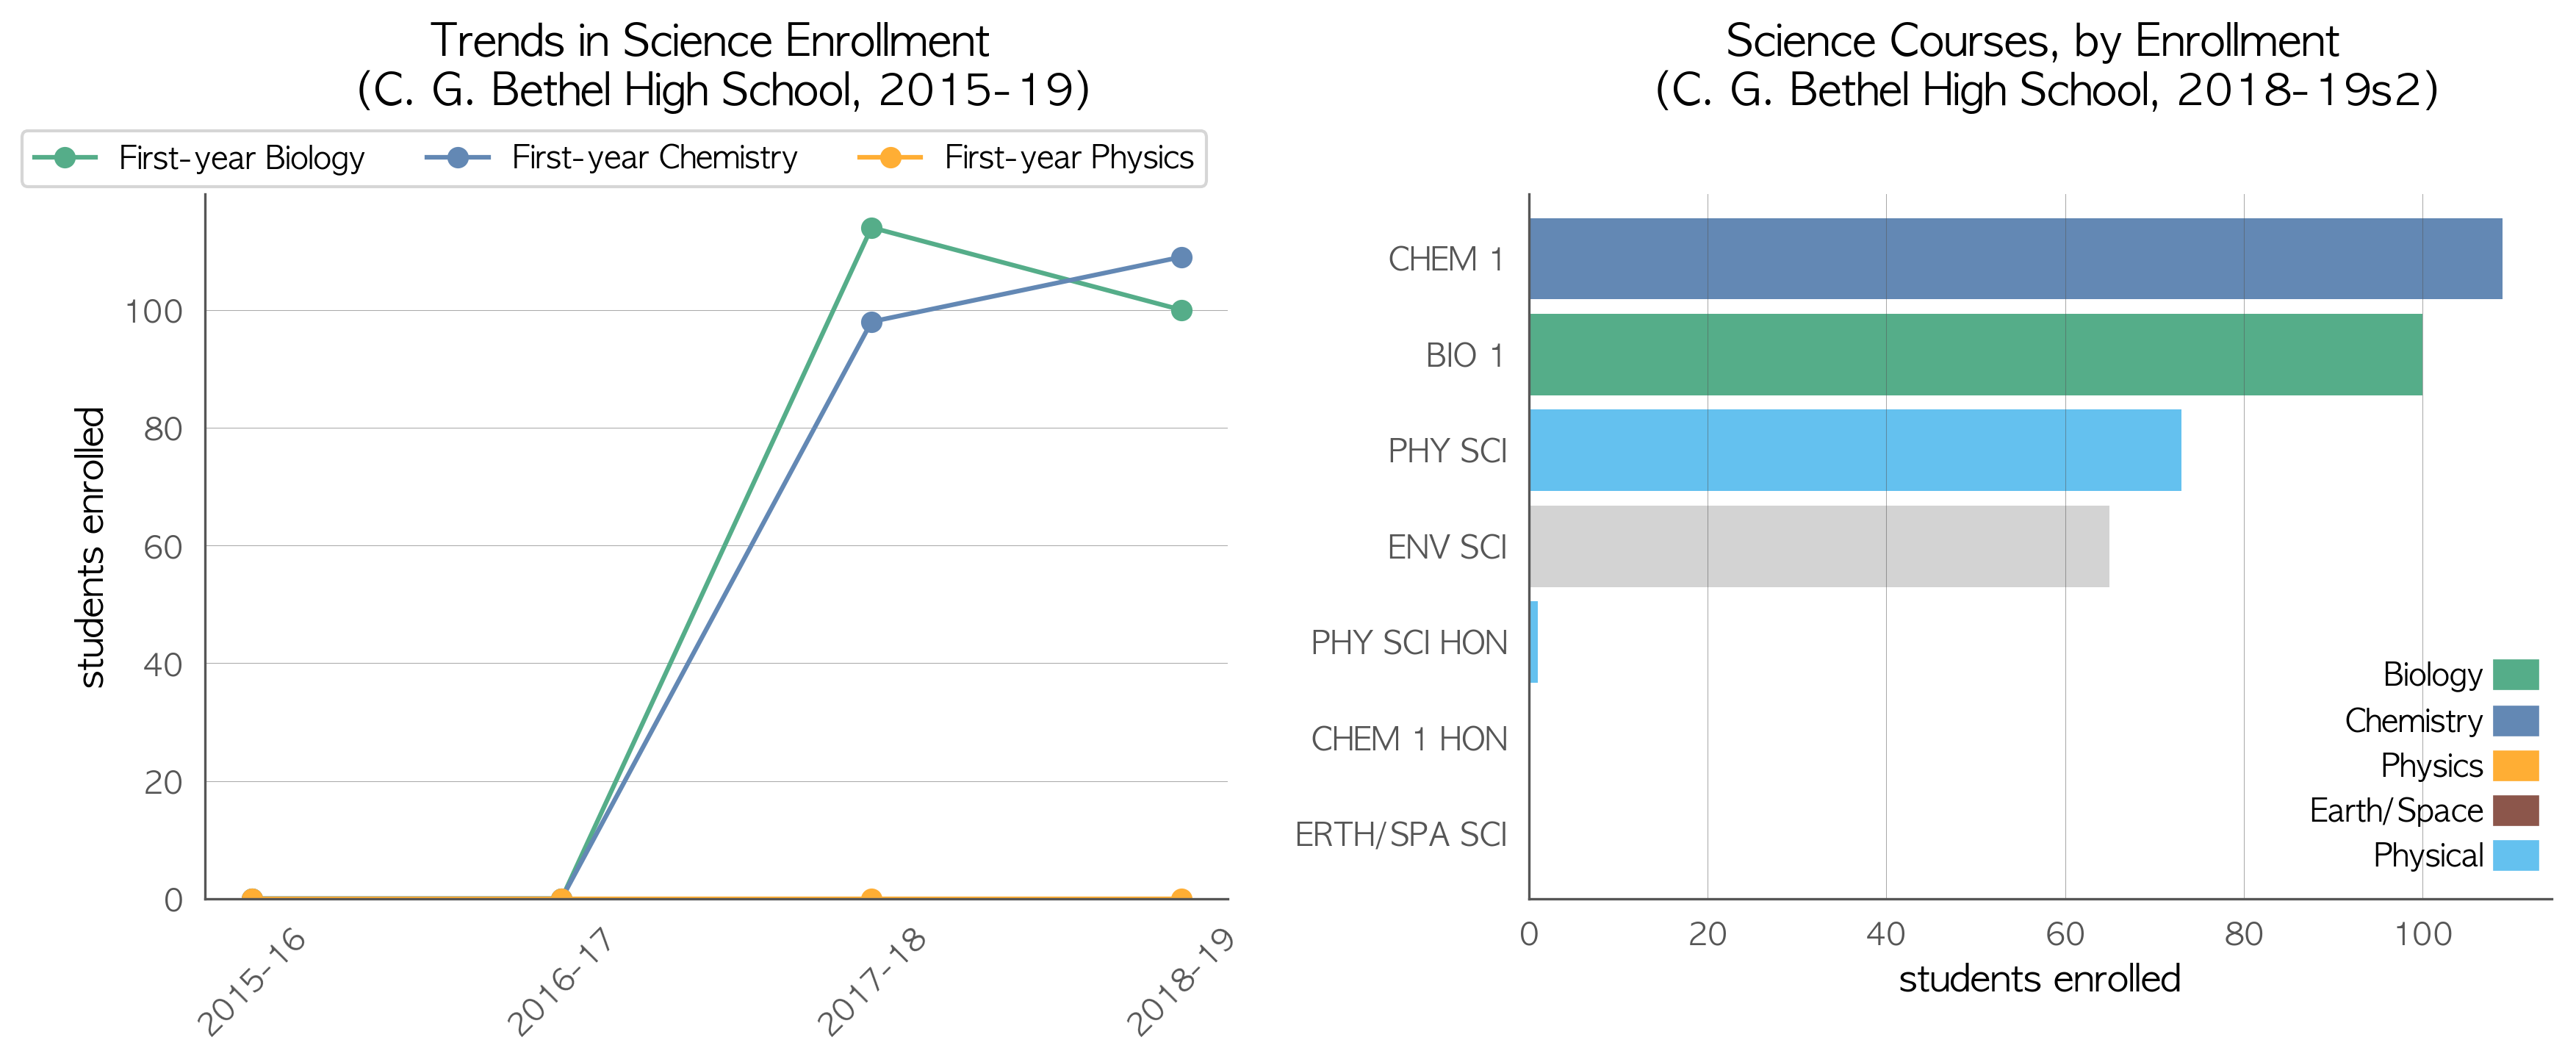 Trends in Science Enrollment
(C. G. Bethel High School, 2015-19)
First-year Biology
First-year Chemistry
First-year Physics
students enrolled
100
80
60
40
20
0
2015-16
2016-17
2017-18
2018-19
Science Courses, by Enrollment
(C. G. Bethel High School, 2018-19s2)
CHEM 1
BIO 1
PHY SCI
ENV SCI
PHY SCI HON
CHEM 1 HON
ERTH/SPA SCI
Biology
Chemistry
Physics
Earth/Space
Physical
0
20
40
60
80
100
students enrolled